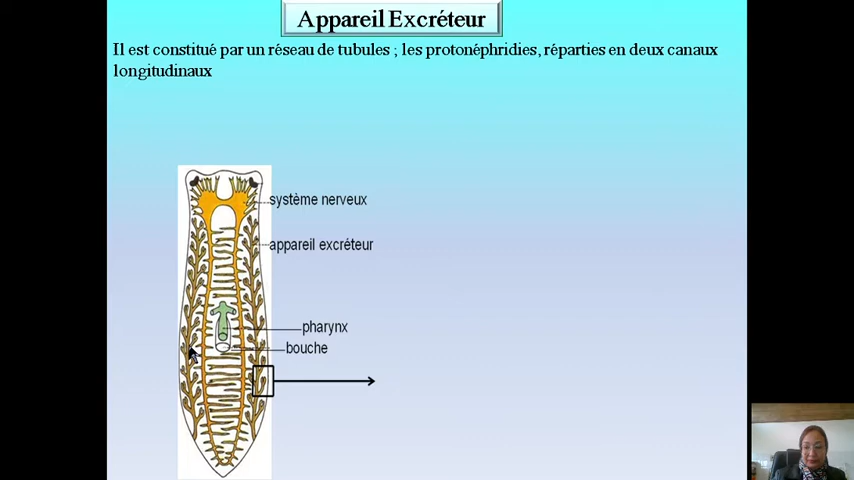 Appareil Excréteur
Il est constitué par un réseau de tubules ; les protonéphridies, réparties en deux canaux
longitudinaux
système nerveux
appareil excréteur
pharynx
bouche